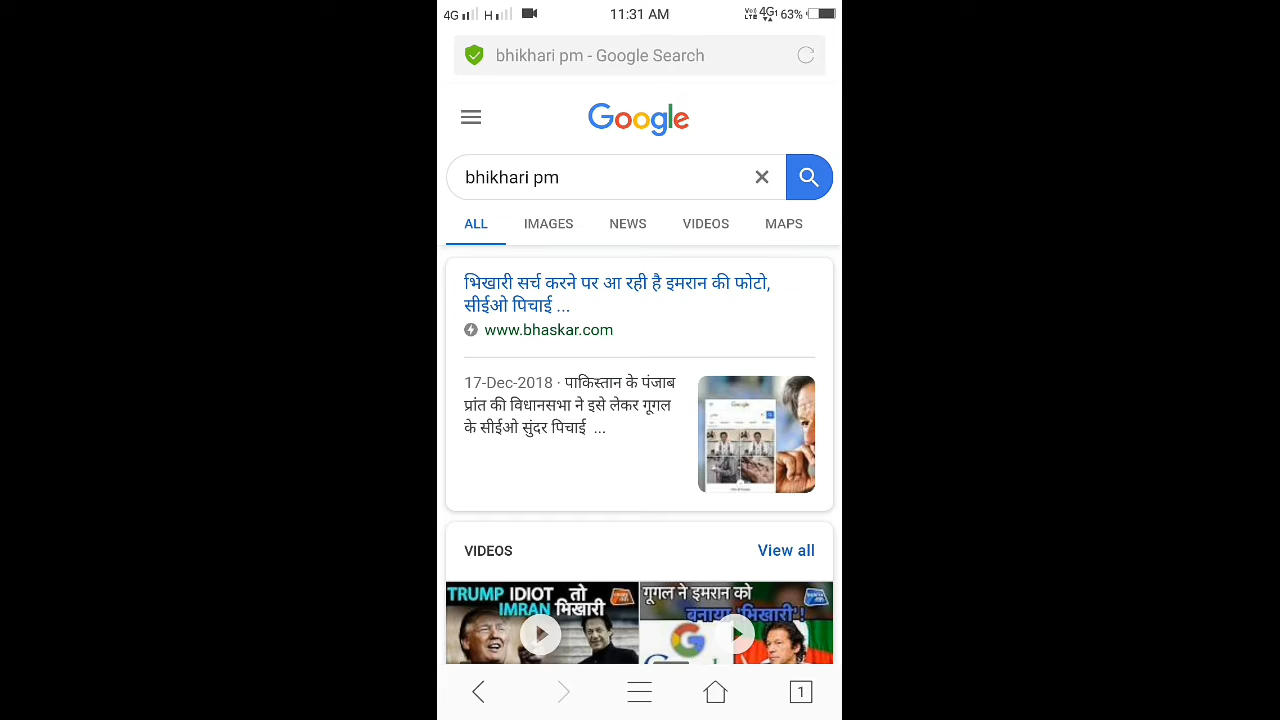 4G H 11:31 AM VoLTE 4G 63%
bhikhari pm - Google Search
Google
bhikhari pm
ALL IMAGES NEWS VIDEOS MAPS
भिखारी सर्च करने पर आ रही है इमरान की फोटो,
सीईओ पिचाई ...
www.bhaskar.com
17-Dec-2018 · पाकिस्तान के पंजाब
प्रांत की विधानसभा ने इसे लेकर गूगल
के सीईओ सुंदर पिचाई ...
VIDEOS View all
TRUMP IDIOT तो
IMRAN भिखारी
गूगल ने इमरान को
बनाया 'भिखारी'!
1